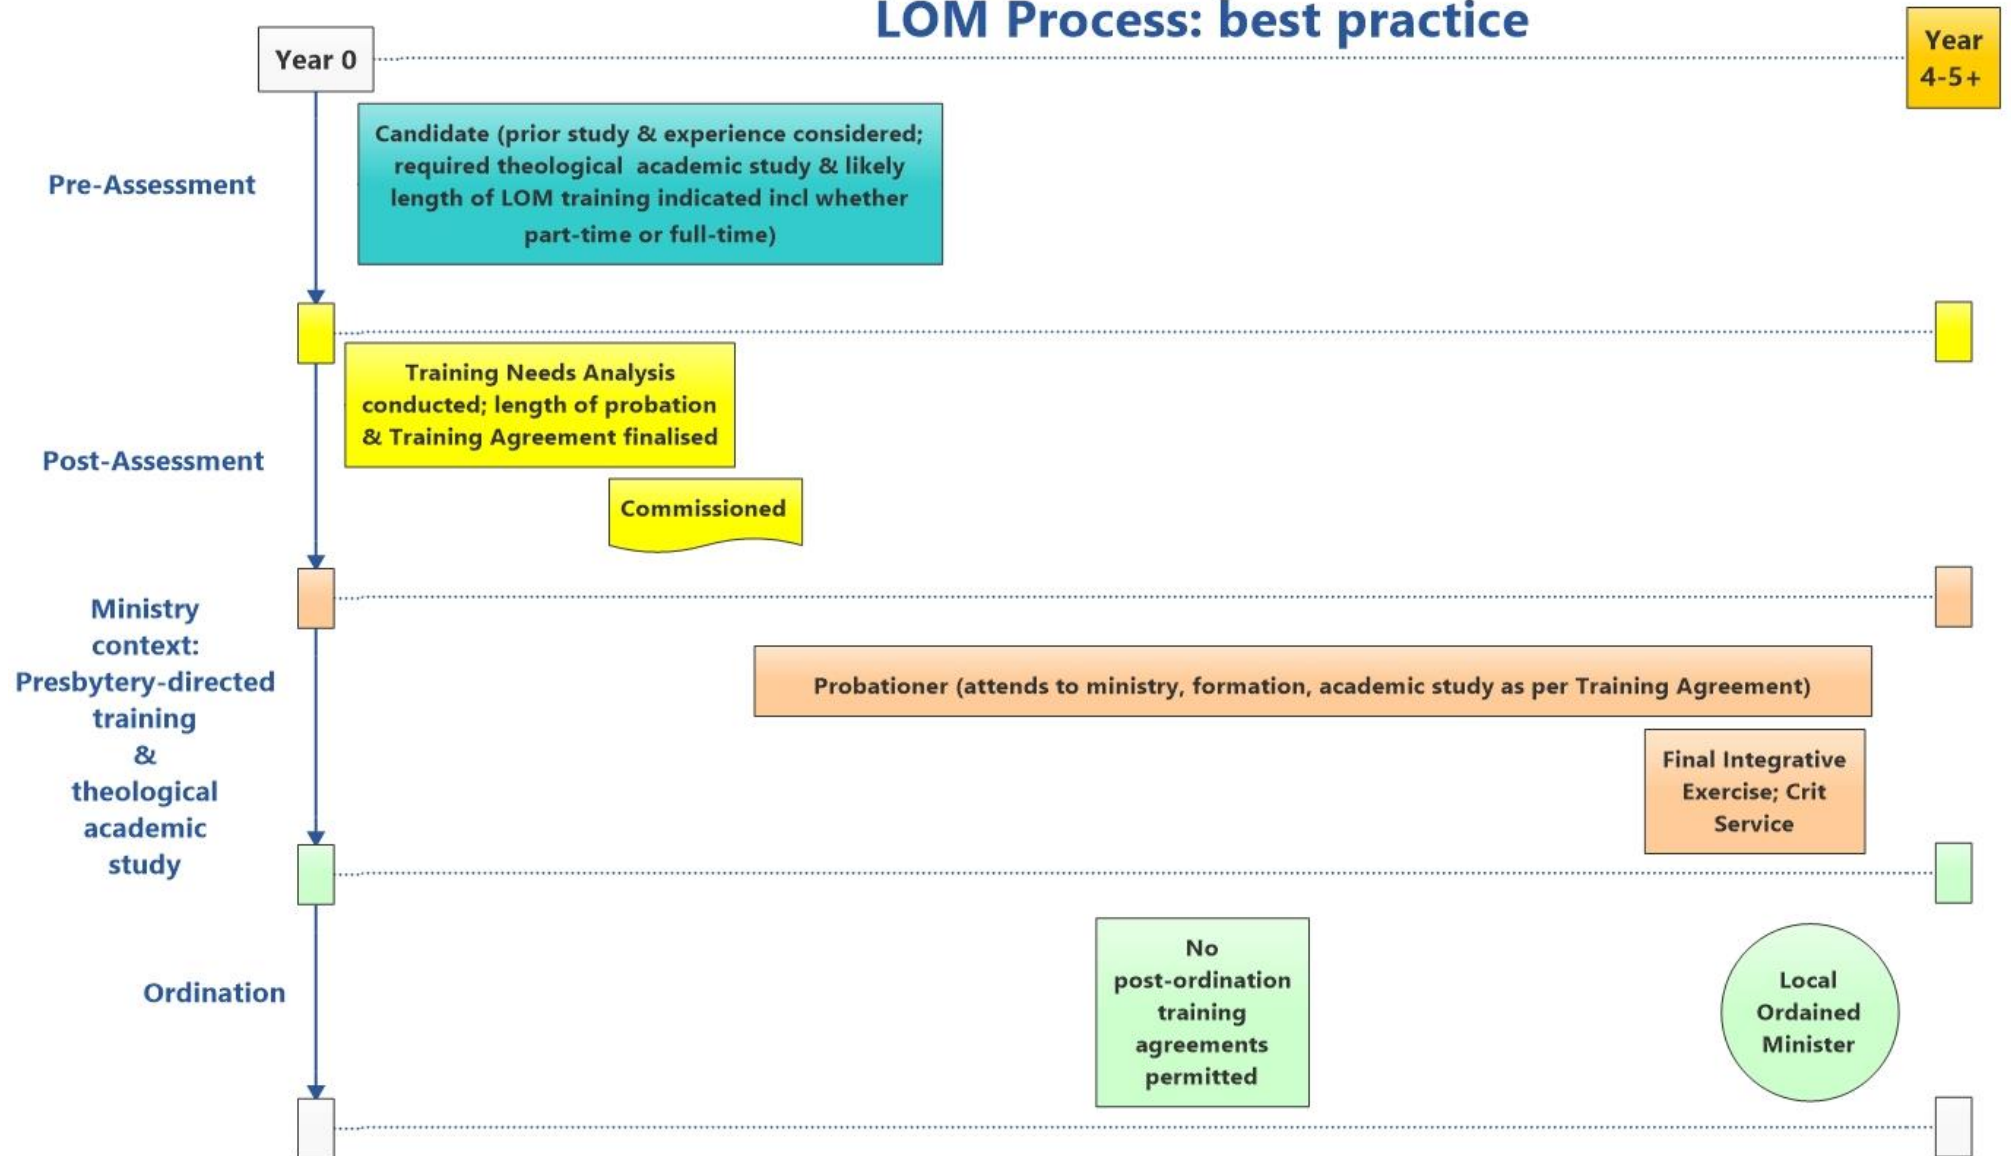 LOM Process: best practice
Year 0
Year
4-5+
Pre-Assessment
Candidate (prior study & experience considered;
required theological academic study & likely
length of LOM training indicated incl whether
part-time or full-time)
Post-Assessment
Training Needs Analysis
conducted; length of probation
& Training Agreement finalised
Commissioned
Ministry
context:
Presbytery-directed
training
&
theological
academic
study
Probationer (attends to ministry, formation, academic study as per Training Agreement)
Final Integrative
Exercise; Crit
Service
Ordination
No
post-ordination
training
agreements
permitted
Local
Ordained
Minister